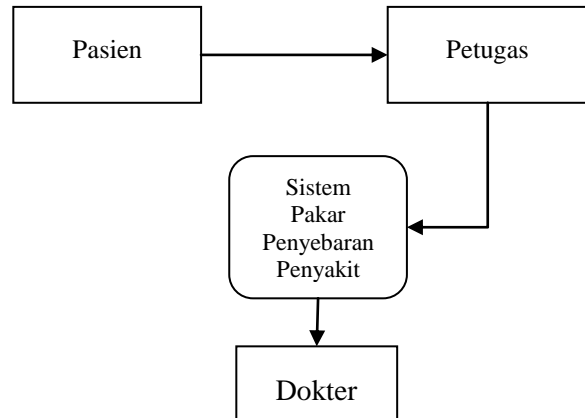 Pasien
Petugas
Sistem
Pakar
Penyebaran
Penyakit
Dokter